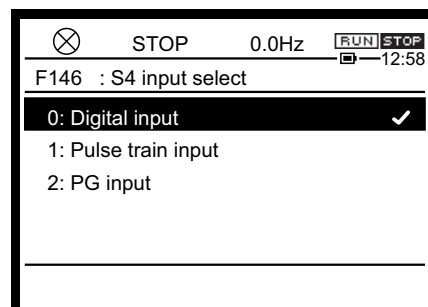 STOP 0.0Hz RUN STOP
12:58
F146 : S4 input select
0: Digital input
1: Pulse train input
2: PG input